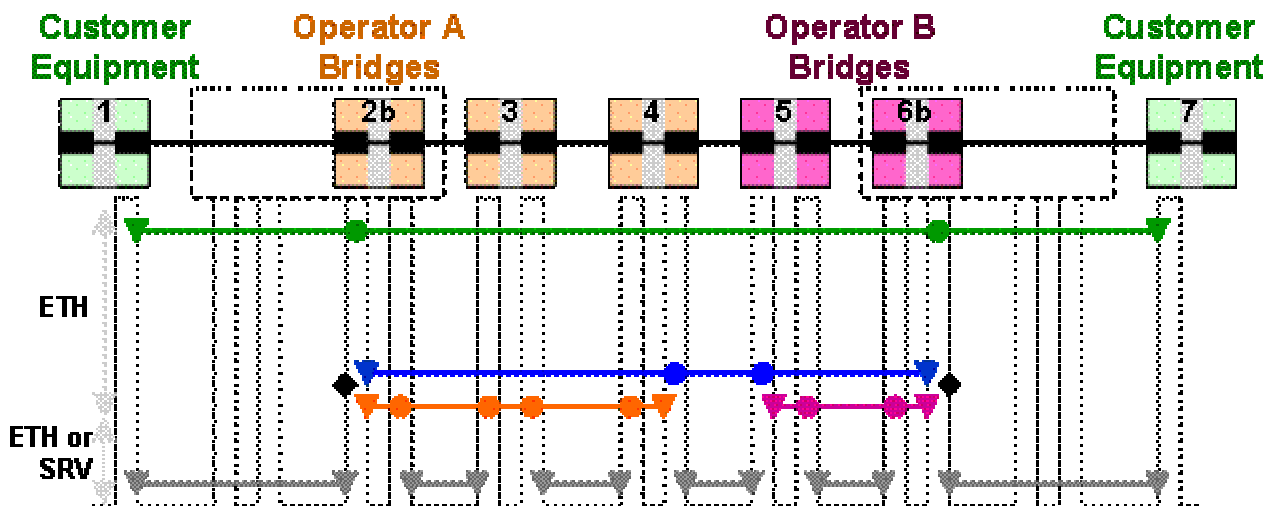 Customer
Equipment
Operator A
Bridges
Operator B
Bridges
Customer
Equipment
1
2b
3
4
5
6b
7
ETH
ETH or
SRV